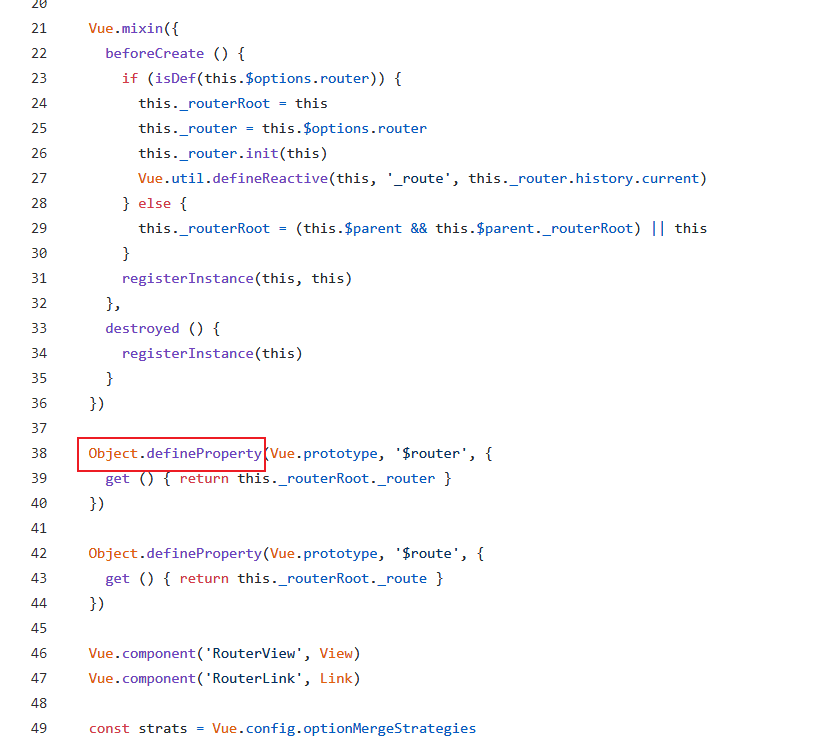 20
21 Vue.mixin({
22 beforeCreate () {
23 if (isDef(this.$options.router)) {
24 this._routerRoot = this
25 this._router = this.$options.router
26 this._router.init(this)
27 Vue.util.defineReactive(this, '_route', this._router.history.current)
28 } else {
29 this._routerRoot = (this.$parent && this.$parent._routerRoot) || this
30 }
31 registerInstance(this, this)
32 },
33 destroyed () {
34 registerInstance(this)
35 }
36 })
37
38 Object.defineProperty(Vue.prototype, '$router', {
39 get () { return this._routerRoot._router }
40 })
41
42 Object.defineProperty(Vue.prototype, '$route', {
43 get () { return this._routerRoot._route }
44 })
45
46 Vue.component('RouterView', View)
47 Vue.component('RouterLink', Link)
48
49 const strats = Vue.config.optionMergeStrategies